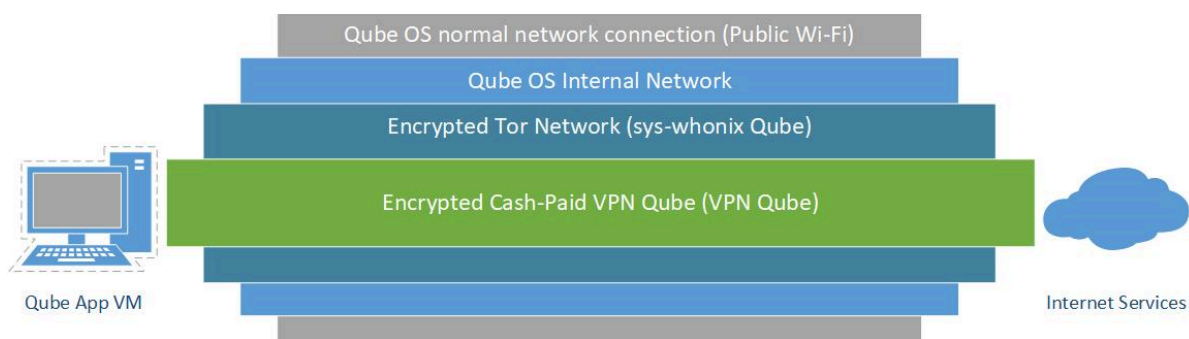 Qube OS normal network connection (Public Wi-Fi)
Qube OS Internal Network
Encrypted Tor Network (sys-whonix Qube)
Encrypted Cash-Paid VPN Qube (VPN Qube)
Qube App VM
Internet Services